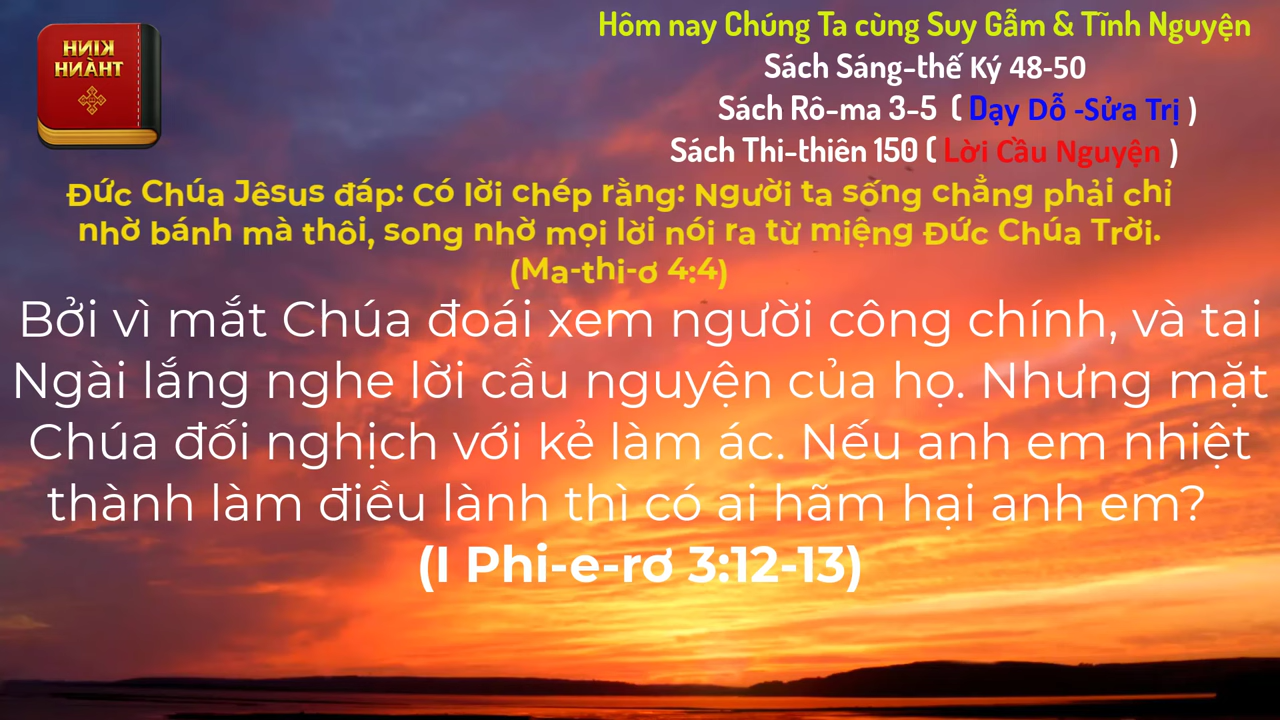 KINH
THÀNH
Hôm nay Chúng Ta cùng Suy Gẫm & Tĩnh Nguyện
Sách Sáng-thế Ký 48-50
Sách Rô-ma 3-5 ( Dạy Dỗ -Sửa Trị )
Sách Thi-thiên 150 ( Lời Cầu Nguyện )
Đức Chúa Jêsus đáp: Có lời chép rằng: Người ta sống chẳng phải chỉ
nhờ bánh mà thôi, song nhờ mọi lời nói ra từ miệng Đức Chúa Trời.
(Ma-thi-ơ 4:4)
Bởi vì mắt Chúa đoái xem người công chính, và tai
Ngài lắng nghe lời cầu nguyện của họ. Nhưng mặt
Chúa đối nghịch với kẻ làm ác. Nếu anh em nhiệt
thành làm điều lành thì có ai hãm hại anh em?
(I Phi-e-rơ 3:12-13)